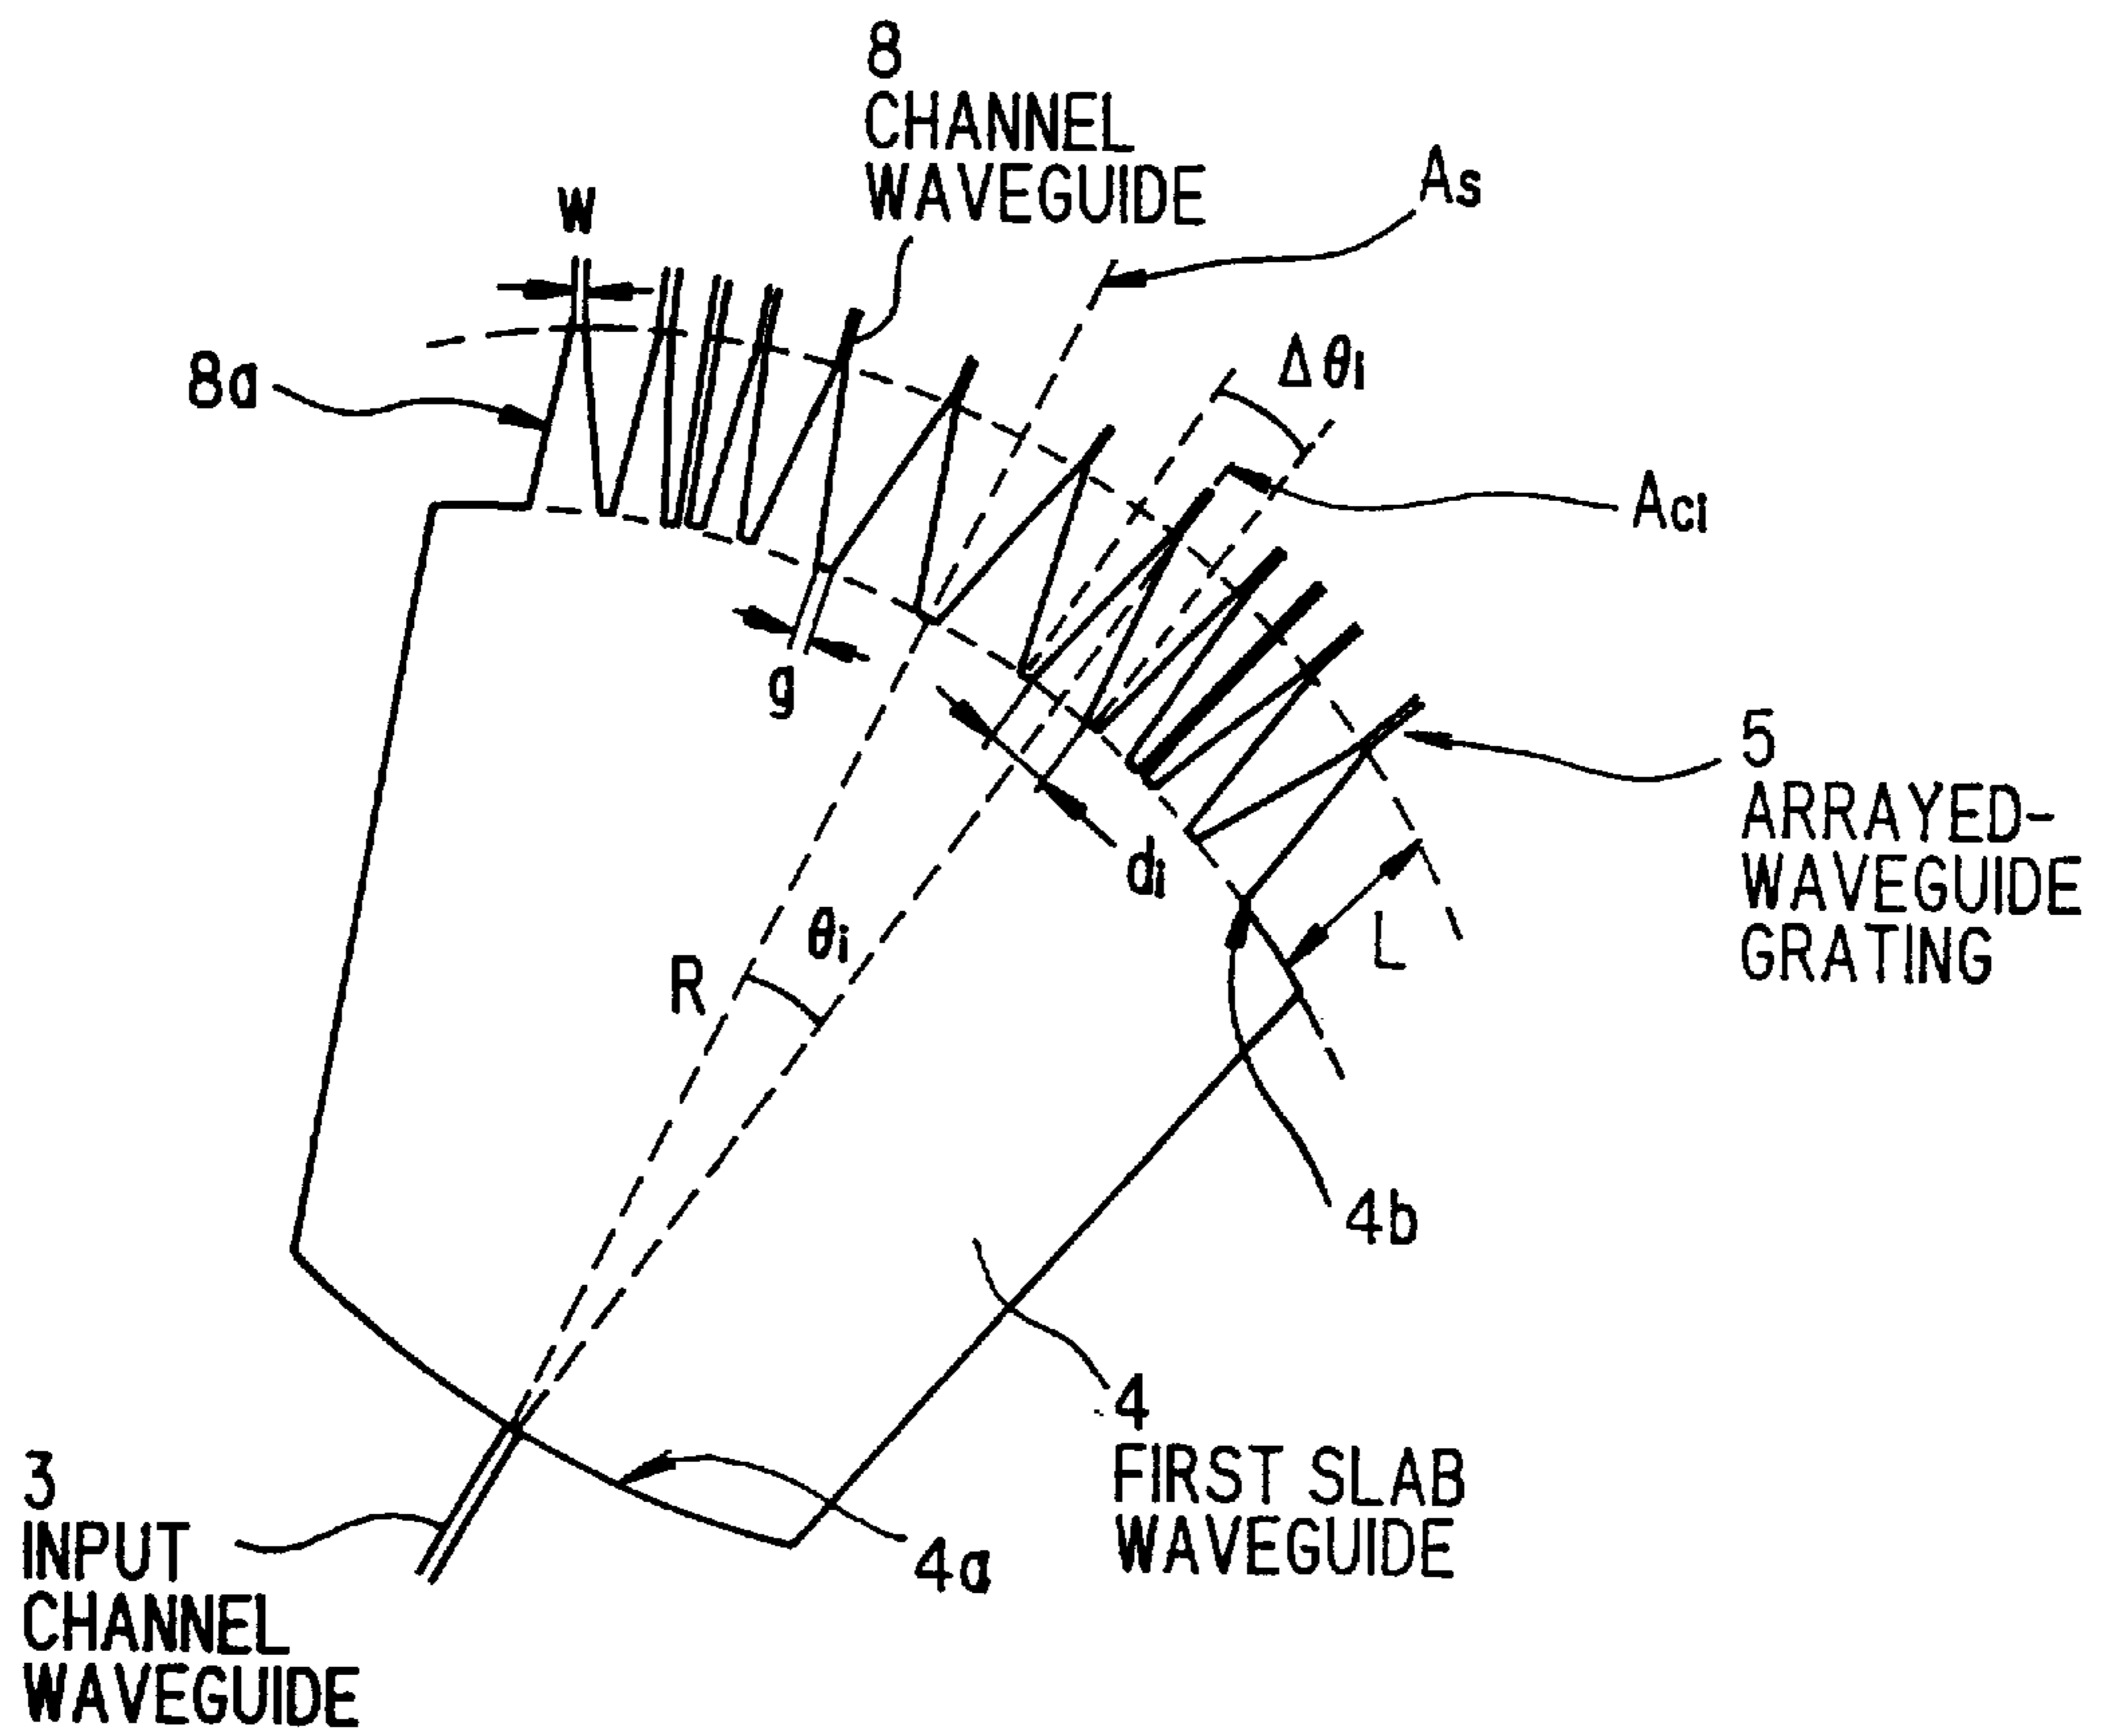 8
CHANNEL
WAVEGUIDE
As
W
8a
Δθi
Aci
g
di
5
ARRAYED-
WAVEGUIDE
GRATING
θi
R
L
4b
4
FIRST SLAB
WAVEGUIDE
4a
3
INPUT
CHANNEL
WAVEGUIDE